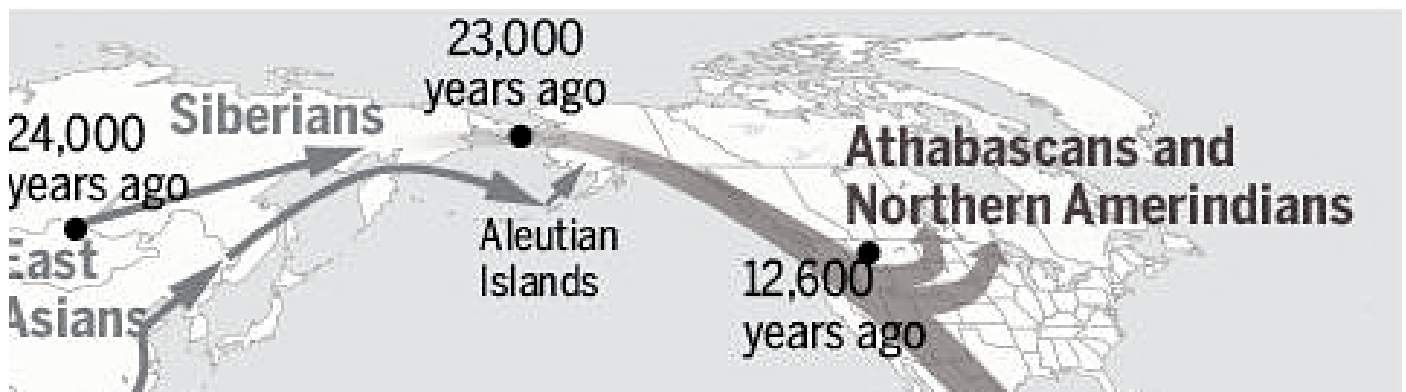 23,000
years ago
Siberians
24,000
years ago
Athabascans and
Northern Amerindians
East
Asians
Aleutian
Islands
12,600
years ago